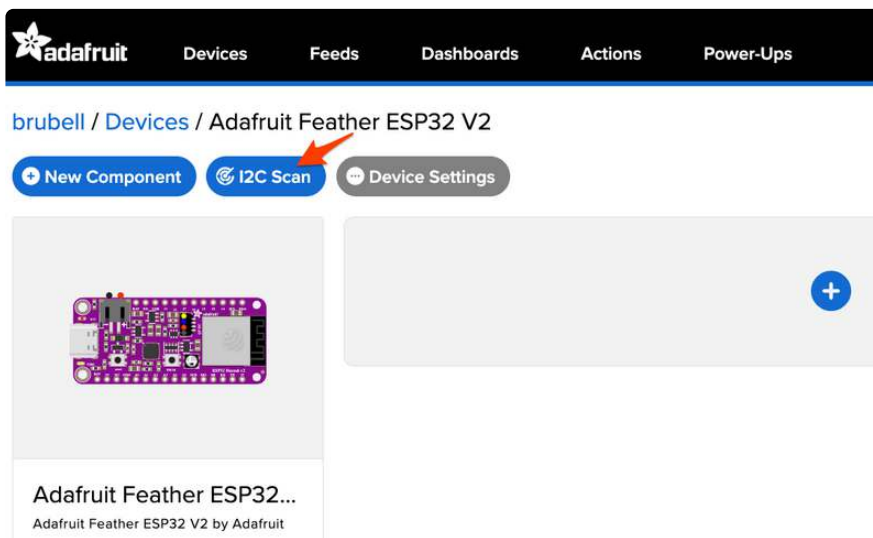 adafruit Devices Feeds Dashboards Actions Power-Ups
brubell / Devices / Adafruit Feather ESP32 V2
New Component I2C Scan Device Settings
Adafruit Feather ESP32...
Adafruit Feather ESP32 V2 by Adafruit